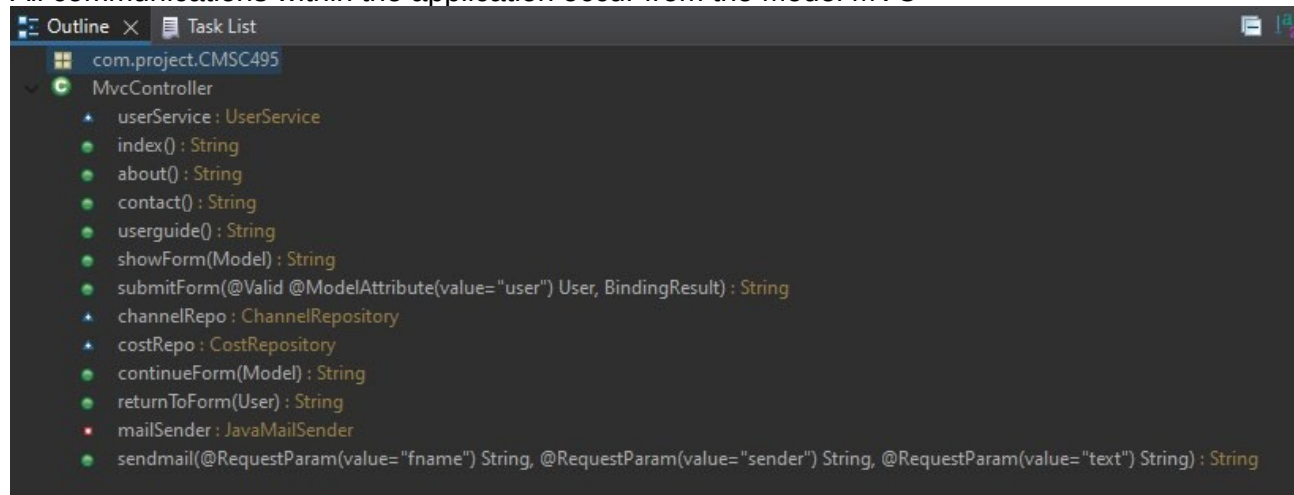 All communications within the application occur from the model MVC
Outline Task List
com.project.CMSC495
MvcController
userService : UserService
index() : String
about() : String
contact() : String
userguide() : String
showForm(Model) : String
submitForm(@Valid @ModelAttribute(value="user") User, BindingResult) : String
channelRepo : ChannelRepository
costRepo : CostRepository
continueForm(Model) : String
returnToForm(User) : String
mailSender : JavaMailSender
sendmail(@RequestParam(value="fname") String, @RequestParam(value="sender") String, @RequestParam(value="text") String) : String